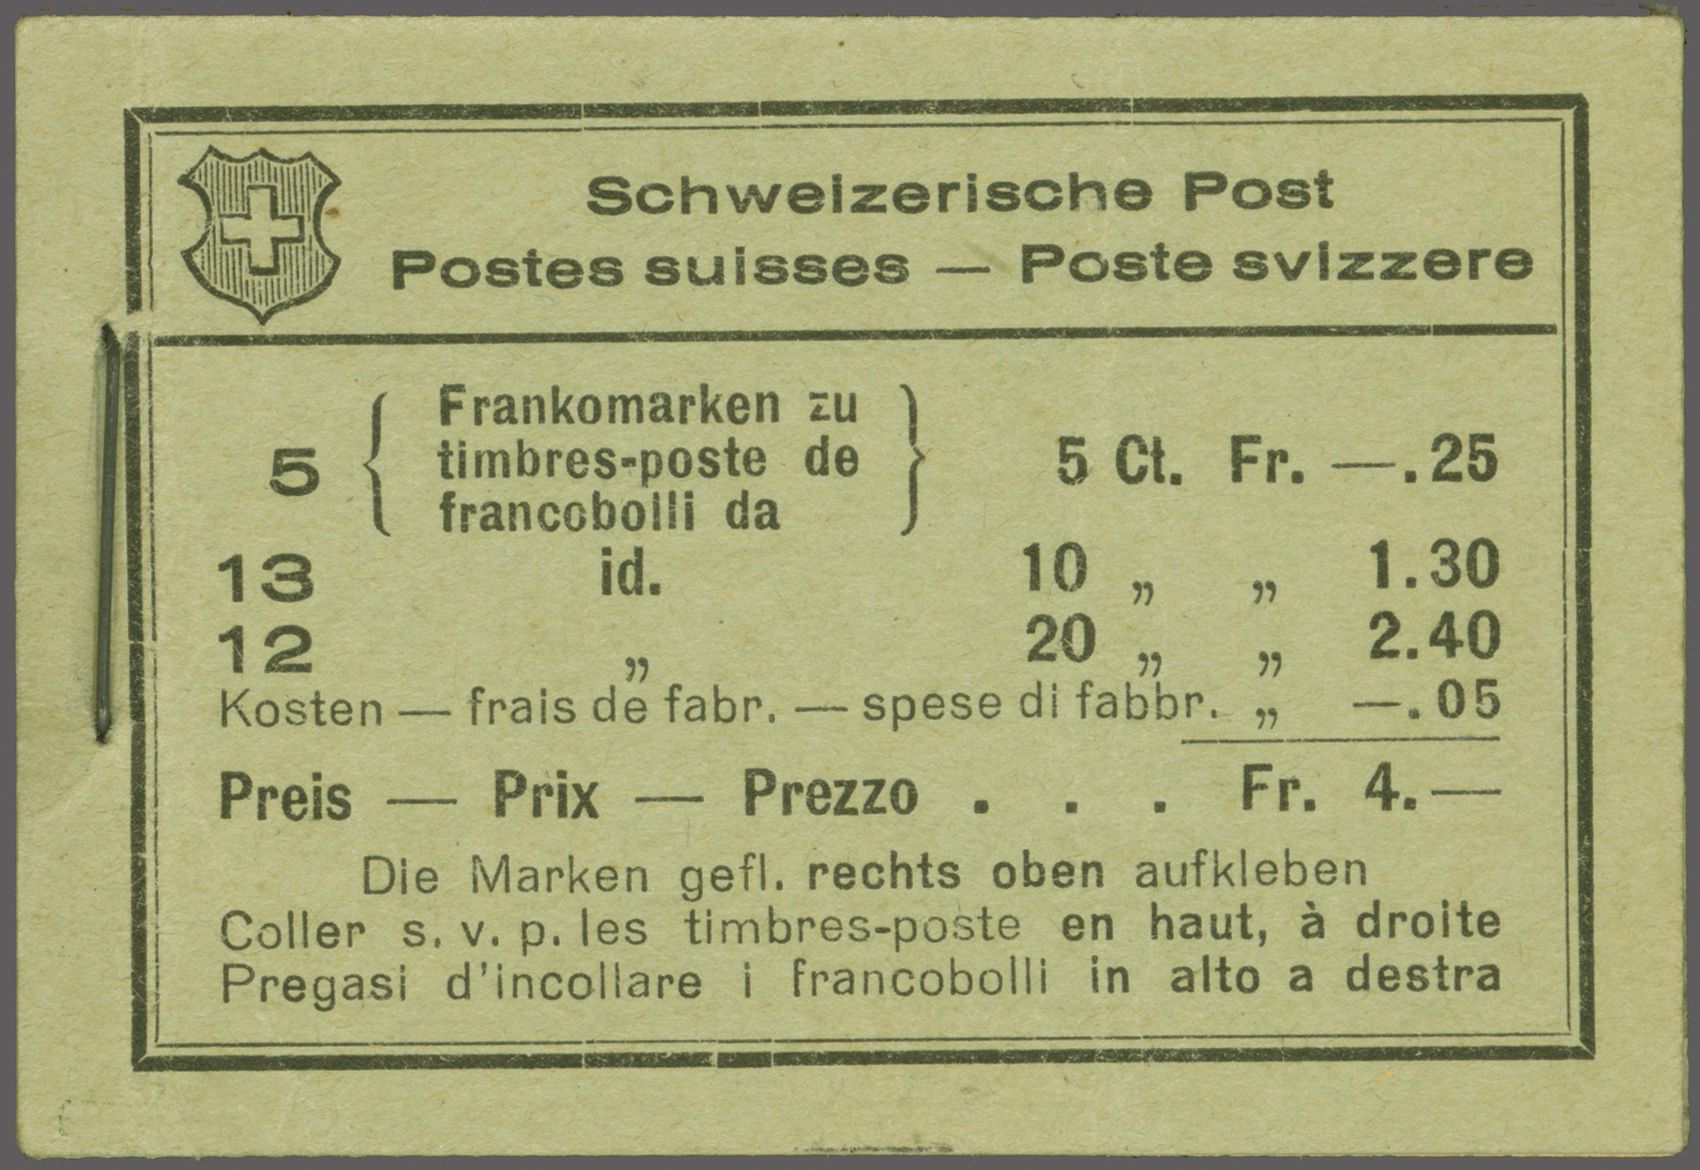 Schweizerische Post
Postes suisses — Poste svizzere
Frankomarken zu
5 { timbres-poste de } 5 Ct. Fr. —.25
francobolli da
13 id. 10 „ „ 1.30
12 „ 20 „ „ 2.40
Kosten — frais de fabr. — spese di fabbr. „ —.05
Preis — Prix — Prezzo . . . Fr. 4.—
Die Marken gefl. rechts oben aufkleben
Coller s. v. p. les timbres-poste en haut, à droite
Pregasi d'incollare i francobolli in alto a destra